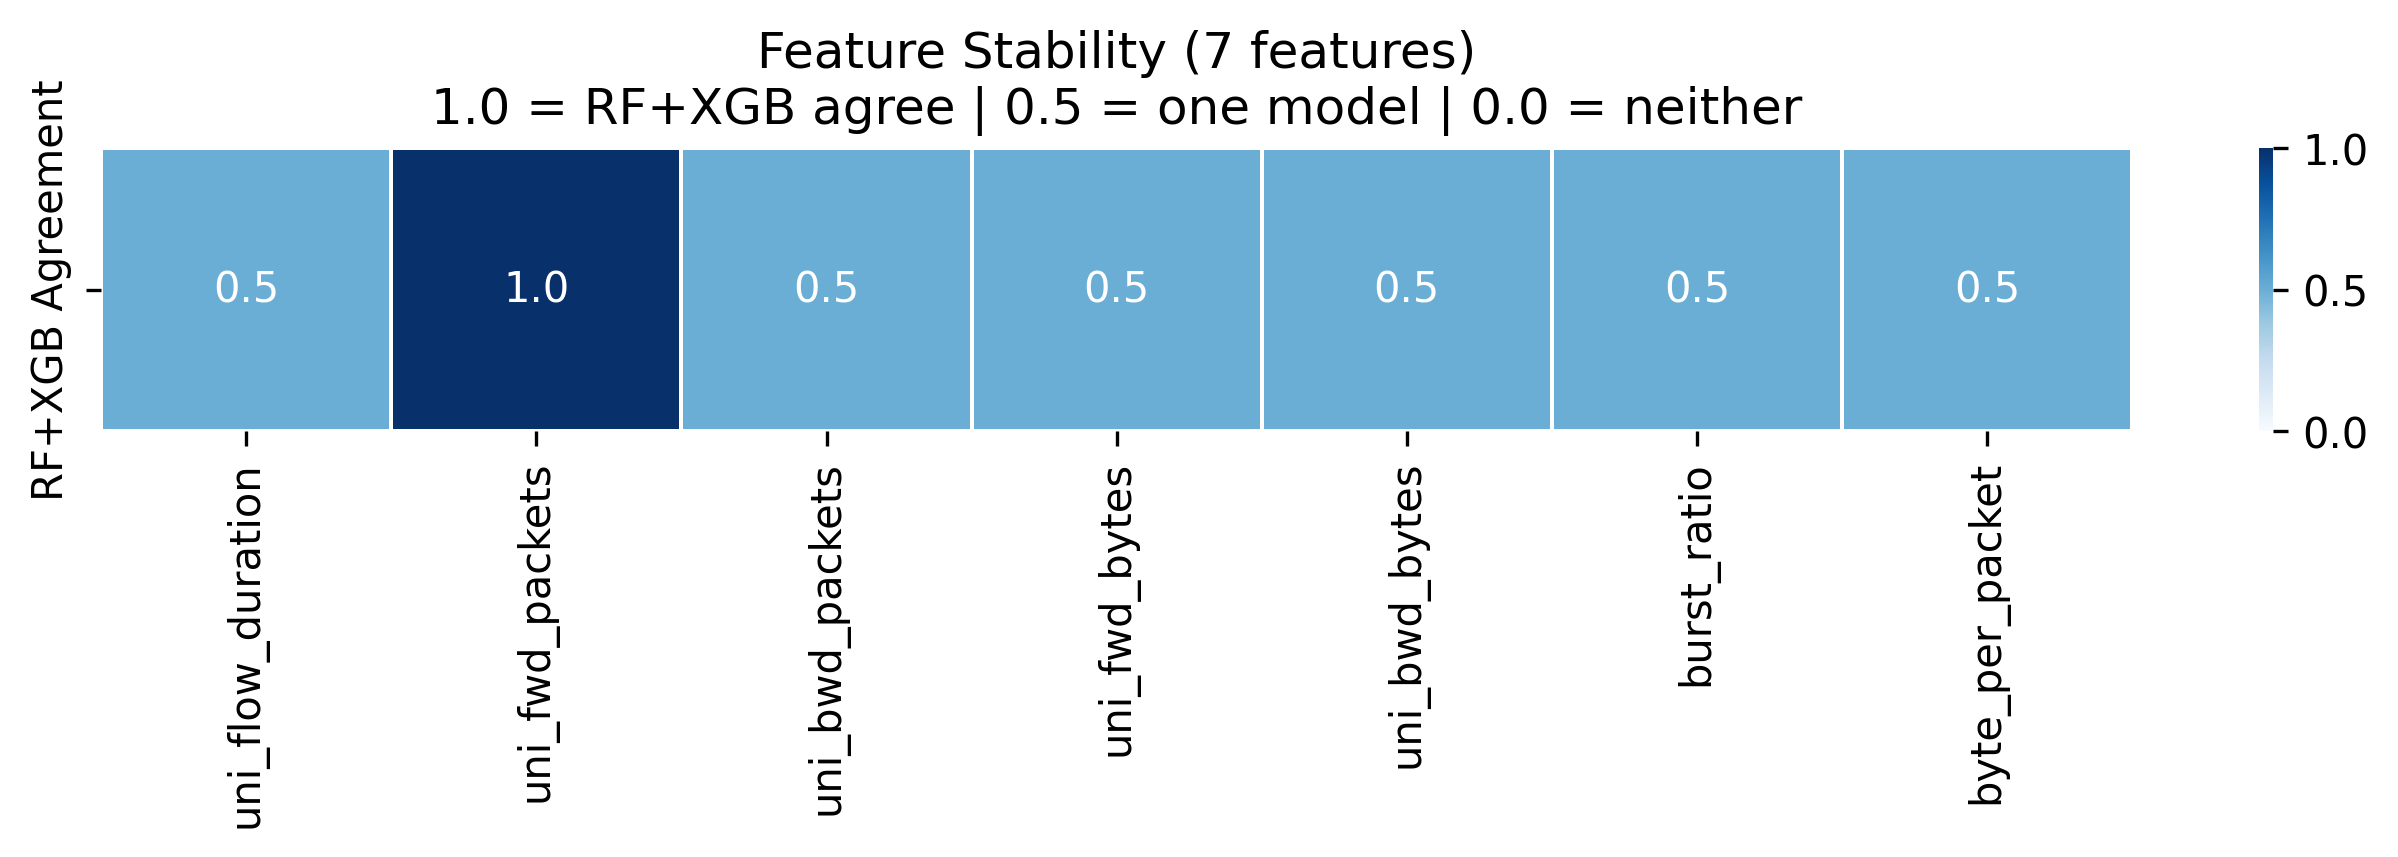 Feature Stability (7 features)
1.0 = RF+XGB agree | 0.5 = one model | 0.0 = neither
RF+XGB Agreement
0.5 1.0 0.5 0.5 0.5 0.5 0.5
uni_flow_duration
uni_fwd_packets
uni_bwd_packets
uni_fwd_bytes
uni_bwd_bytes
burst_ratio
byte_per_packet
1.0
0.5
0.0